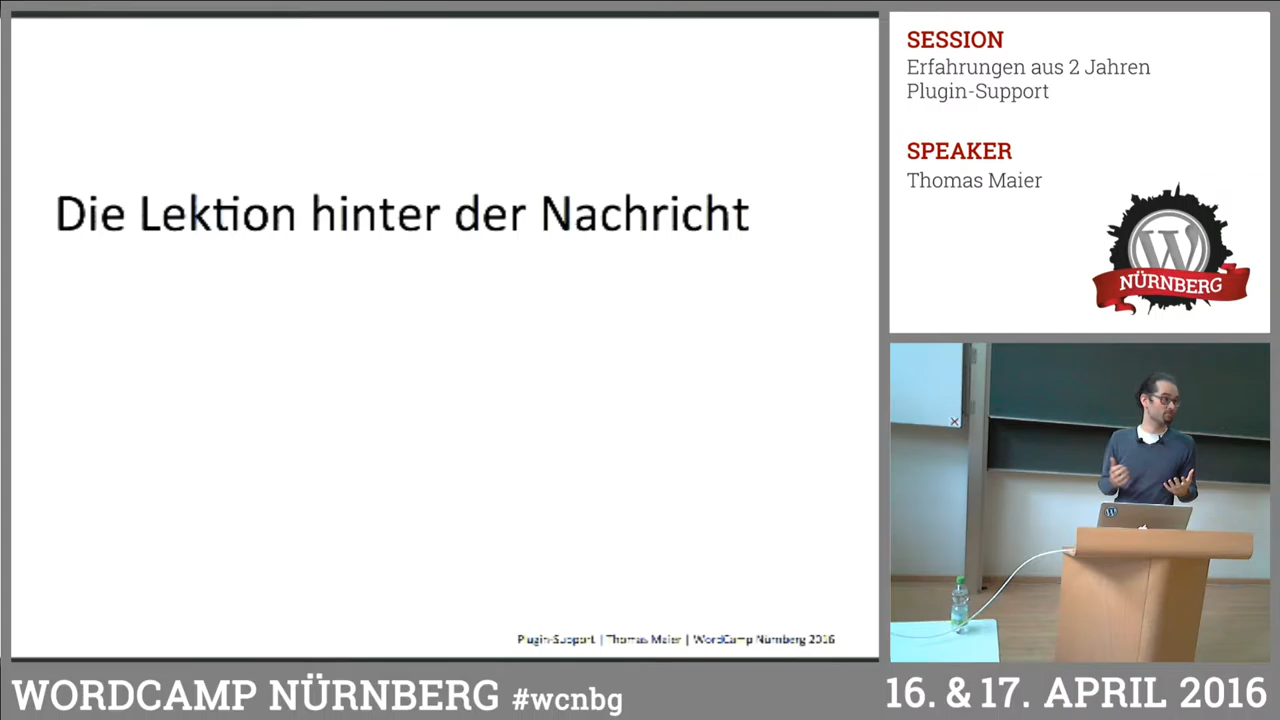 Die Lektion hinter der Nachricht
Plugin-Support | Thomas Maier | WordCamp Nürnberg 2016
SESSION
Erfahrungen aus 2 Jahren
Plugin-Support
SPEAKER
Thomas Maier
W
NÜRNBERG
WORDCAMP NÜRNBERG #wcnbg
16. & 17. APRIL 2016